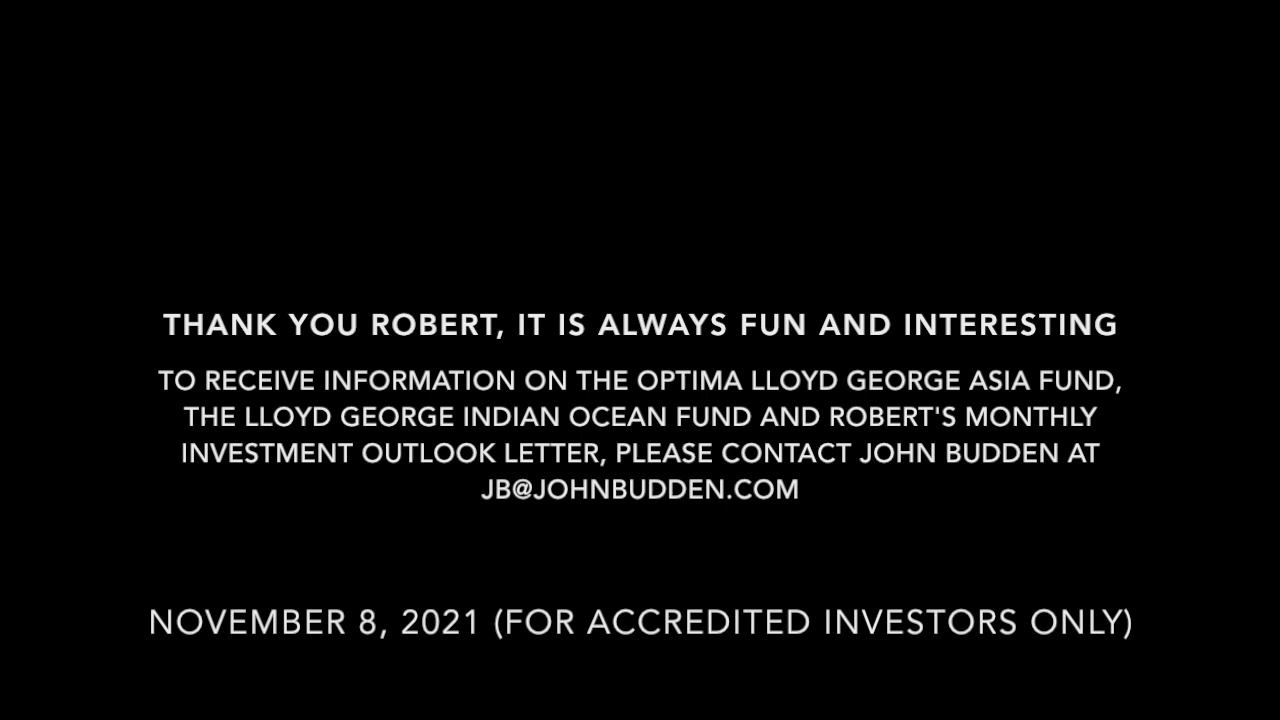 THANK YOU ROBERT, IT IS ALWAYS FUN AND INTERESTING
TO RECEIVE INFORMATION ON THE OPTIMA LLOYD GEORGE ASIA FUND,
THE LLOYD GEORGE INDIAN OCEAN FUND AND ROBERT'S MONTHLY
INVESTMENT OUTLOOK LETTER, PLEASE CONTACT JOHN BUDDEN AT
JB@JOHNBUDDEN.COM
NOVEMBER 8, 2021 (FOR ACCREDITED INVESTORS ONLY)